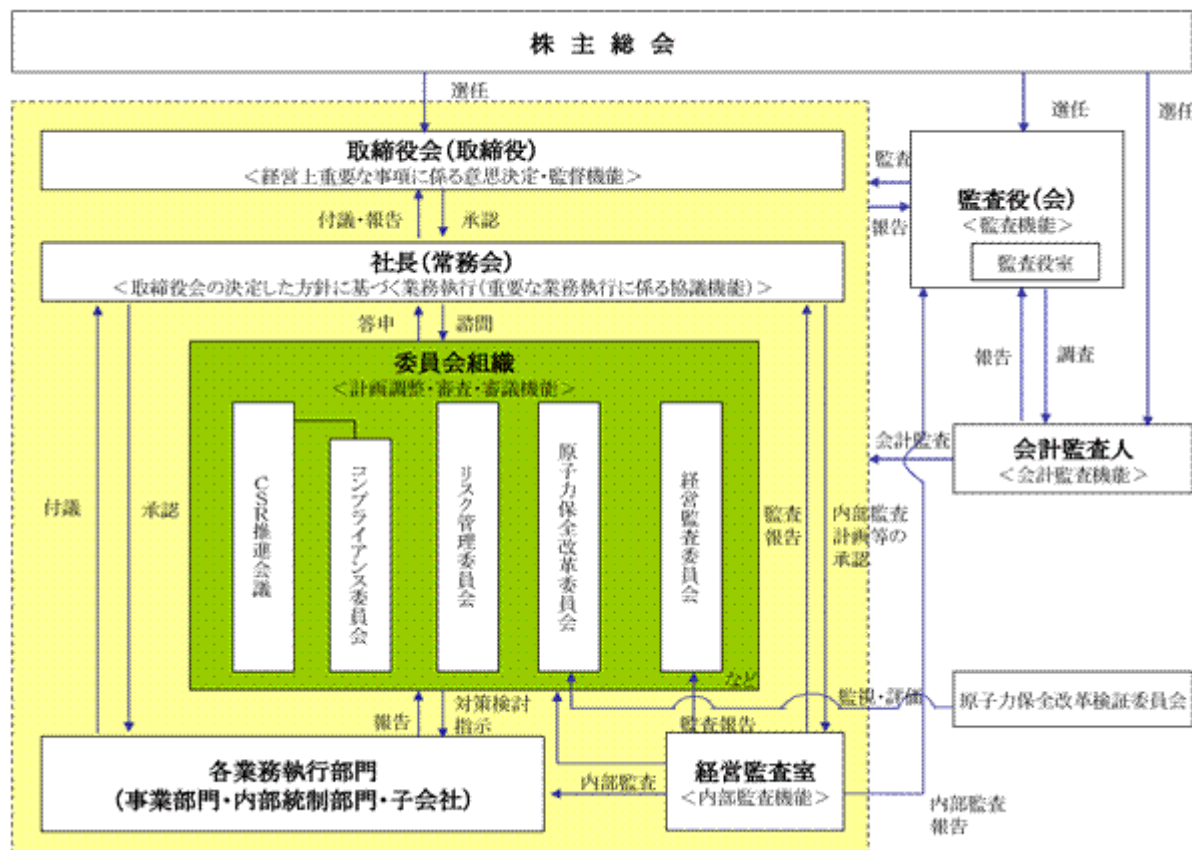 株主総会
選任
選任
選任
取締役会(取締役)
<経営上重要な事項に係る意思決定・監督機能>
監査
報告
監査役(会)
<監査機能>
監査役室
付議・報告
承認
社長(常務会)
<取締役会の決定した方針に基づく業務執行(重要な業務執行に係る協議機能)>
答申
諮問
委員会組織
<計画調整・審査・審議機能>
CSR推進会議
コンプライアンス委員会
リスク管理委員会
原子力保全改革委員会
経営監査委員会
など
報告
調査
会計監査
会計監査人
<会計監査機能>
付議
承認
監査
報告
内部監査
計画等の
承認
報告
対策検討
指示
監査報告
監視・評価
原子力保全改革検証委員会
各業務執行部門
(事業部門・内部統制部門・子会社)
内部監査
経営監査室
<内部監査機能>
内部監査
報告